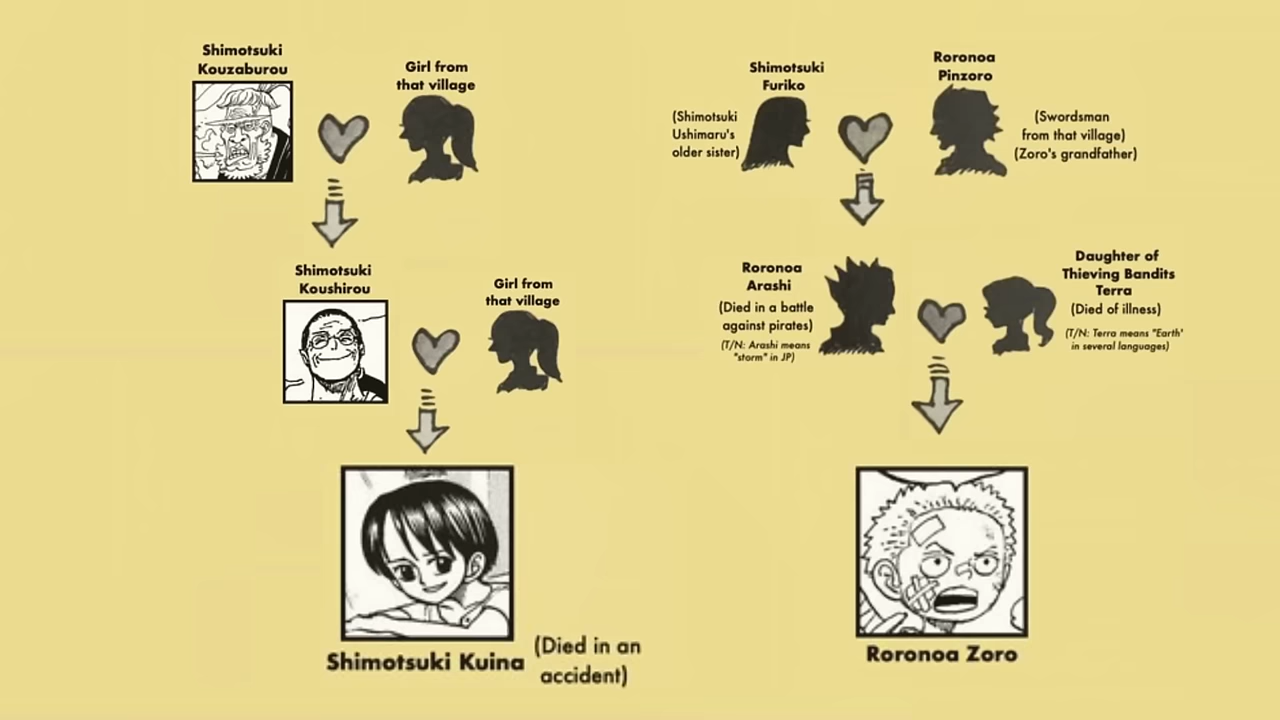 Shimotsuki
Kouzaburou
Girl from
that village
Shimotsuki
Furiko
(Shimotsuki
Ushimaru's
older sister)
Roronoa
Pinzoro
(Swordsman
from that village)
(Zoro's grandfather)
Shimotsuki
Koushirou
Girl from
that village
Roronoa
Arashi
(Died in a battle
against pirates)
(T/N: Arashi means
"storm" in JP)
Daughter of
Thieving Bandits
Terra
(Died of illness)
(T/N: Terra means "Earth'
in several languages)
Shimotsuki Kuina
(Died in an
accident)
Roronoa Zoro